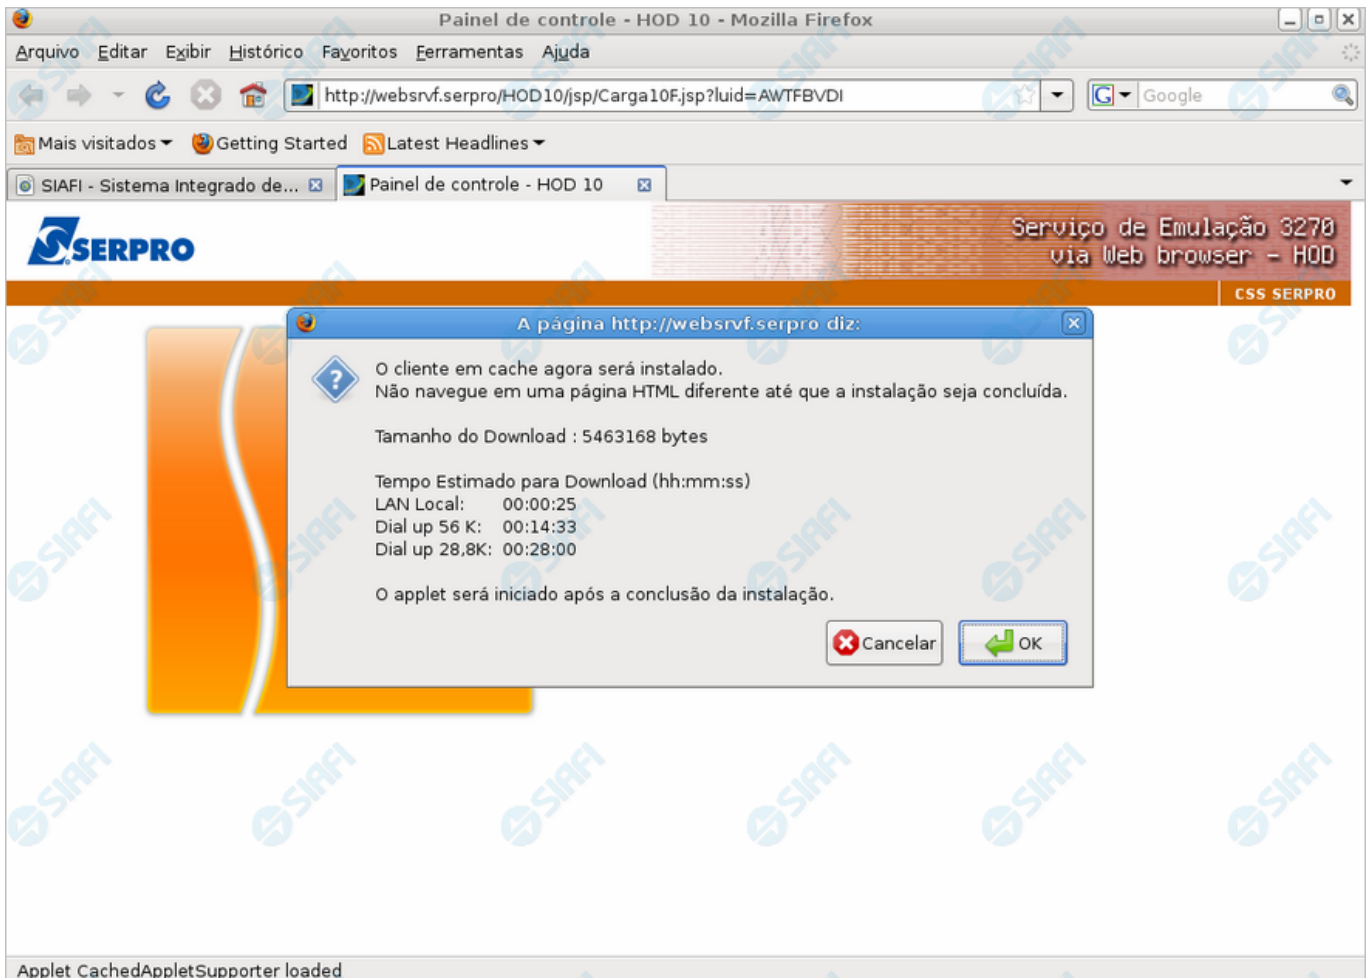 Painel de controle - HOD 10 - Mozilla Firefox
Arquivo Editar Exibir Histórico Favoritos Ferramentas Ajuda
http://websrvf.serpro/HOD10/jsp/Carga10F.jsp?luid=AWTFBVDI
G Google
Mais visitados Getting Started Latest Headlines
SIAFI - Sistema Integrado de... Painel de controle - HOD 10
SERPRO
Serviço de Emulação 3270
via Web browser - HOD
CSS SERPRO
A página http://websrvf.serpro diz:
O cliente em cache agora será instalado.
Não navegue em uma página HTML diferente até que a instalação seja concluída.
Tamanho do Download : 5463168 bytes
Tempo Estimado para Download (hh:mm:ss)
LAN Local: 00:00:25
Dial up 56 K: 00:14:33
Dial up 28,8K: 00:28:00
O applet será iniciado após a conclusão da instalação.
Cancelar OK
Applet CachedAppletSupporter loaded
SIAFI